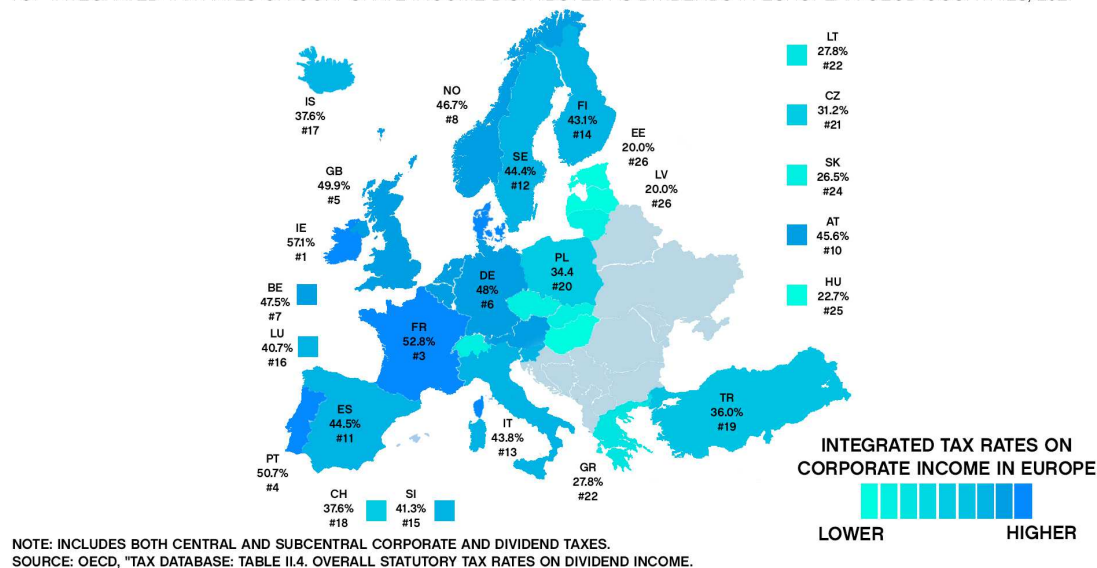 LT
27.8%
#22
CZ
31.2%
#21
SK
26.5%
#24
AT
45.6%
#10
HU
22.7%
#25
IS
37.6%
#17
NO
46.7%
#8
FI
43.1%
#14
SE
44.4%
#12
EE
20.0%
#26
LV
20.0%
#26
GB
49.9%
#5
IE
57.1%
#1
BE
47.5%
#7
LU
40.7%
#16
DE
48%
#6
PL
34.4
#20
FR
52.8%
#3
ES
44.5%
#11
PT
50.7%
#4
IT
43.8%
#13
GR
27.8%
#22
TR
36.0%
#19
CH
37.6%
#18
SI
41.3%
#15
INTEGRATED TAX RATES ON
CORPORATE INCOME IN EUROPE
LOWER
HIGHER
NOTE: INCLUDES BOTH CENTRAL AND SUBCENTRAL CORPORATE AND DIVIDEND TAXES.
SOURCE: OECD, "TAX DATABASE: TABLE II.4. OVERALL STATUTORY TAX RATES ON DIVIDEND INCOME.